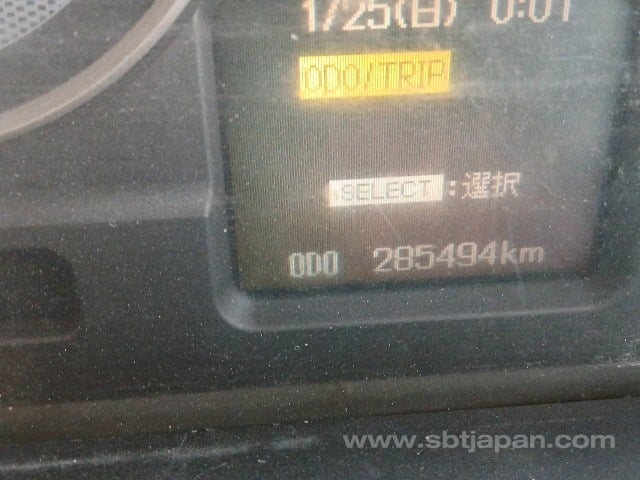 1/25(日) 0:01
ODO/TRIP
SELECT:選択
ODO 285494km
www.sbtjapan.com